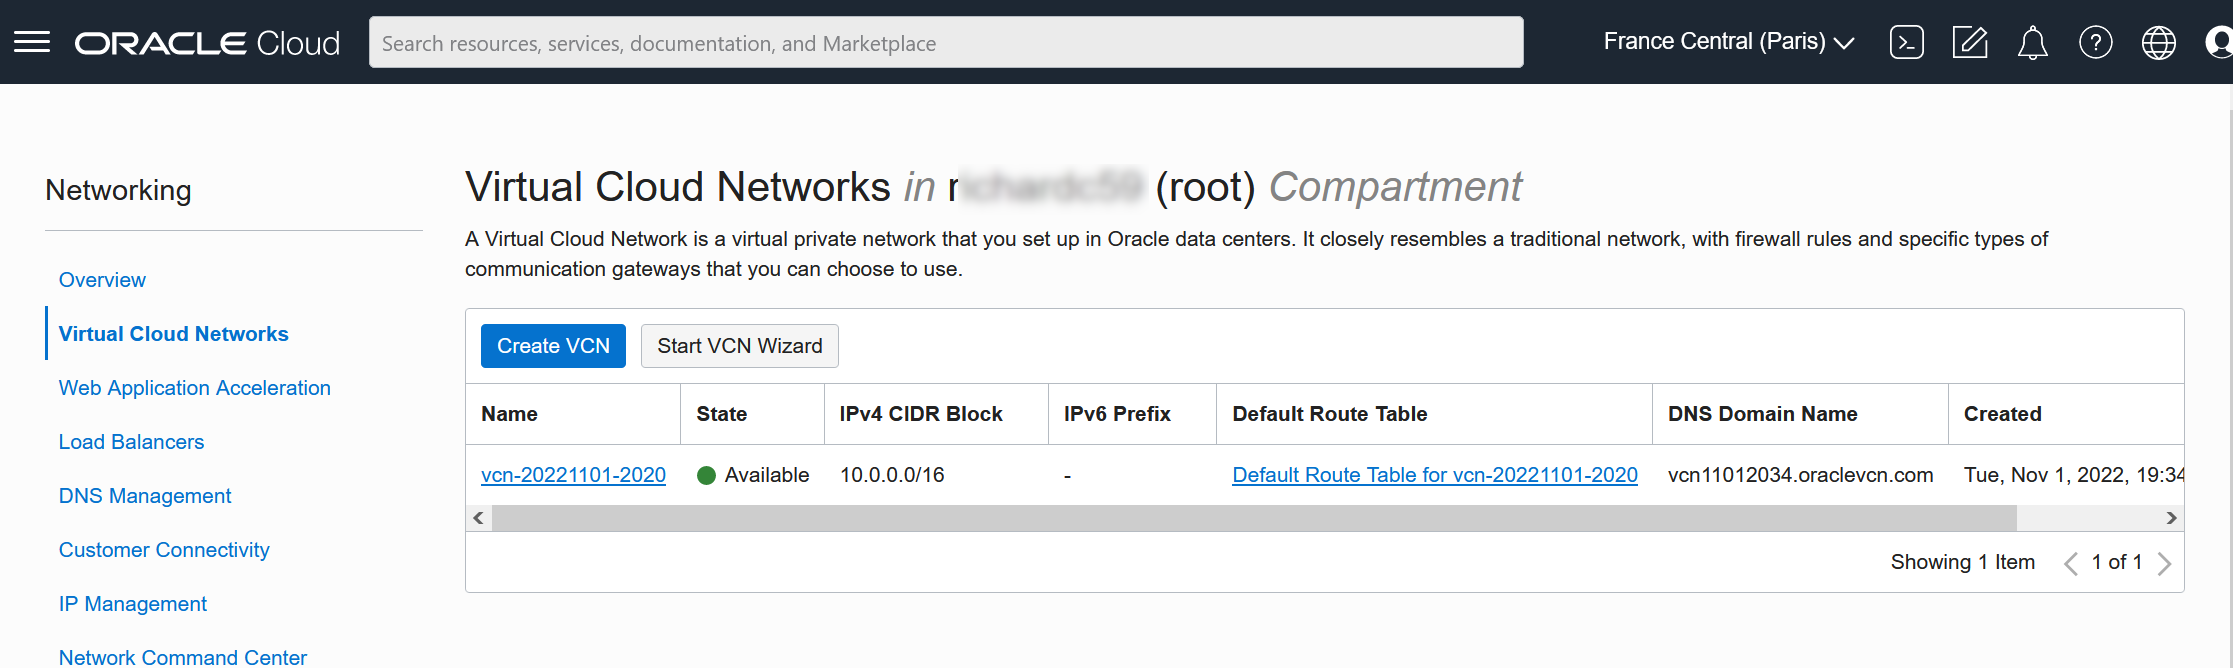 ORACLE Cloud
Search resources, services, documentation, and Marketplace
France Central (Paris)
Networking
Overview
Virtual Cloud Networks
Web Application Acceleration
Load Balancers
DNS Management
Customer Connectivity
IP Management
Network Command Center
Virtual Cloud Networks in (root) Compartment
A Virtual Cloud Network is a virtual private network that you set up in Oracle data centers. It closely resembles a traditional network, with firewall rules and specific types of
communication gateways that you can choose to use.
Create VCN Start VCN Wizard
Name State IPv4 CIDR Block IPv6 Prefix Default Route Table DNS Domain Name Created
vcn-20221101-2020 Available 10.0.0.0/16 - Default Route Table for vcn-20221101-2020 vcn11012034.oraclevcn.com Tue, Nov 1, 2022, 19:34
Showing 1 Item 1 of 1